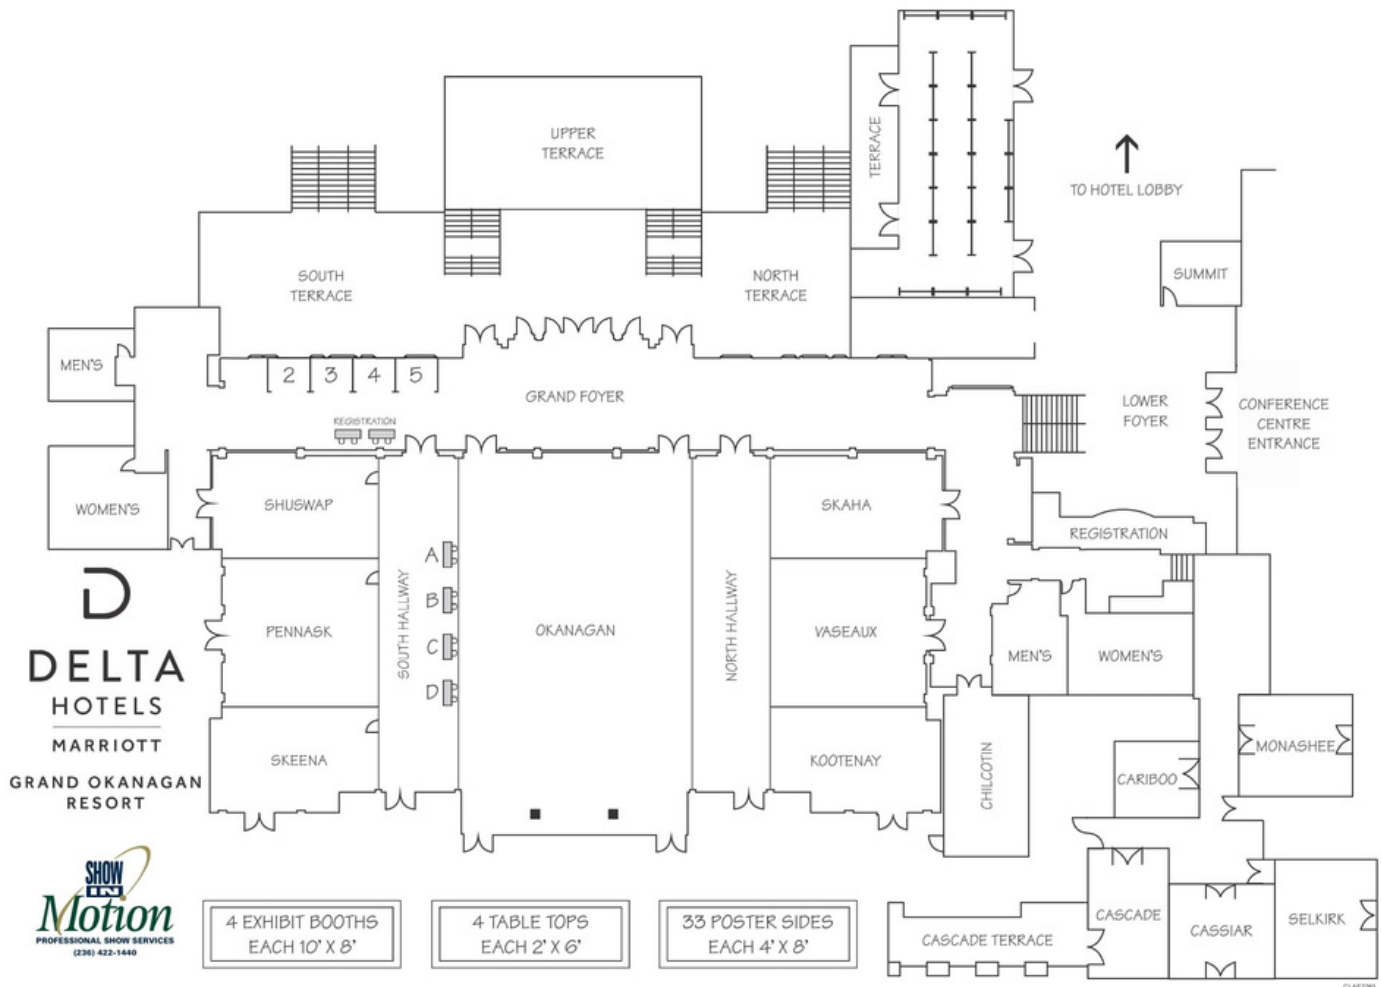 UPPER
TERRACE
TERRACE
TO HOTEL LOBBY
SOUTH
TERRACE
NORTH
TERRACE
SUMMIT
MEN'S
2
3
4
5
GRAND FOYER
LOWER
FOYER
CONFERENCE
CENTRE
ENTRANCE
REGISTRATION
WOMEN'S
SHUSWAP
SKAHA
REGISTRATION
A
B
C
D
SOUTH HALLWAY
OKANAGAN
NORTH HALLWAY
PENNASK
VASEAUX
MEN'S
WOMEN'S
SKEENA
KOOTENAY
CHILCOTIN
CARIBOO
MONASHEE
D
DELTA
HOTELS
MARRIOTT
GRAND OKANAGAN
RESORT
SHOW
IN
Motion
PROFESSIONAL SHOW SERVICES
(236) 422-1440
4 EXHIBIT BOOTHS
EACH 10' X 8'
4 TABLE TOPS
EACH 2' X 6'
33 POSTER SIDES
EACH 4' X 8'
CASCADE TERRACE
CASCADE
CASSIAR
SELKIRK